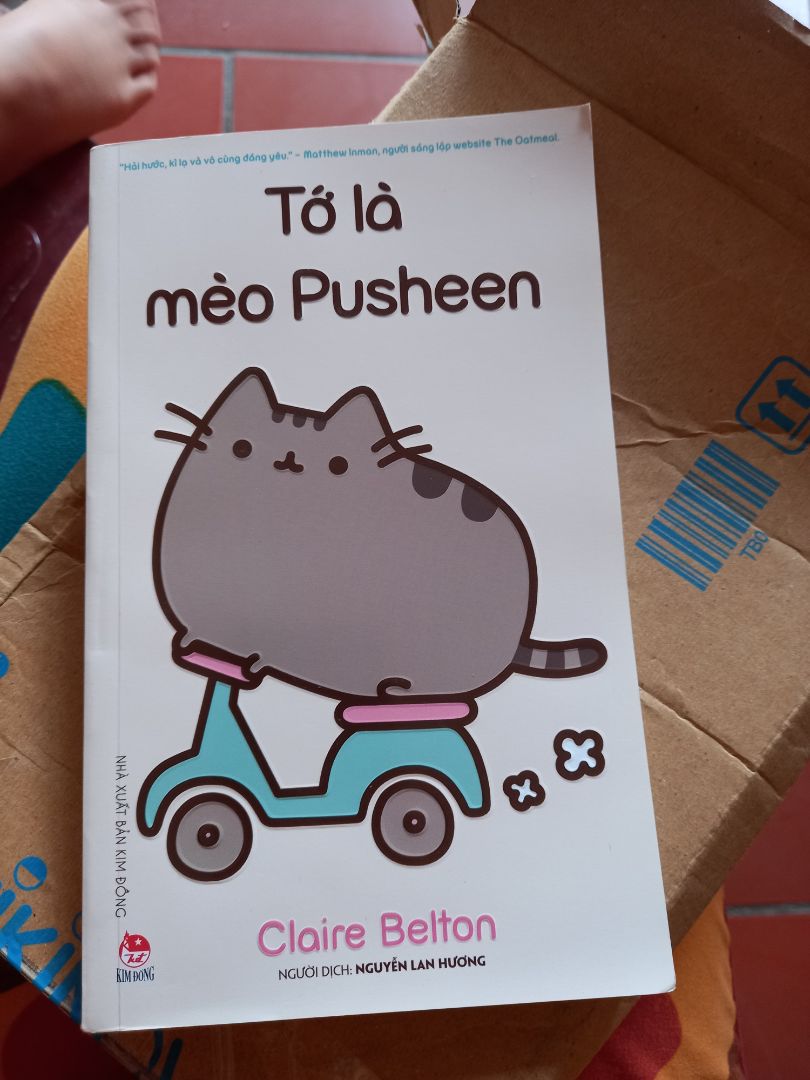 "Hài hước, kì lạ và vô cùng đáng yêu." – Matthew Inman, người sáng lập website The Oatmeal.
Tớ là
mèo Pusheen
Claire Belton
NGƯỜI DỊCH: NGUYỄN LAN HƯƠNG
NHÀ XUẤT BẢN KIM ĐỒNG
KIM ĐỒNG